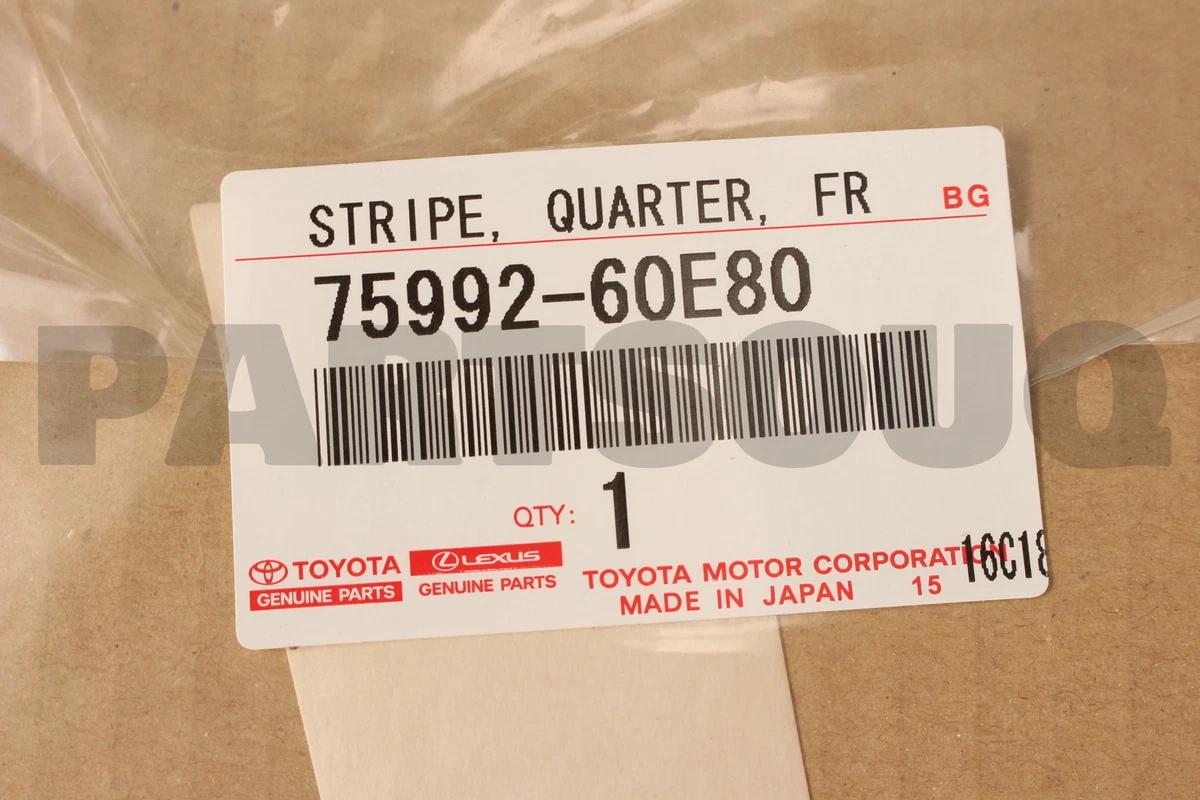 STRIPE, QUARTER, FR BG
75992-60E80
PARTSOUQ
QTY: 1
TOYOTA LEXUS
GENUINE PARTS GENUINE PARTS
TOYOTA MOTOR CORPORATION
MADE IN JAPAN 15 16C18